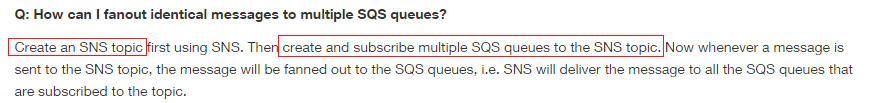 Q: How can I fanout identical messages to multiple SQS queues?
Create an SNS topic first using SNS. Then create and subscribe multiple SQS queues to the SNS topic. Now whenever a message is
sent to the SNS topic, the message will be fanned out to the SQS queues, i.e. SNS will deliver the message to all the SQS queues that
are subscribed to the topic.